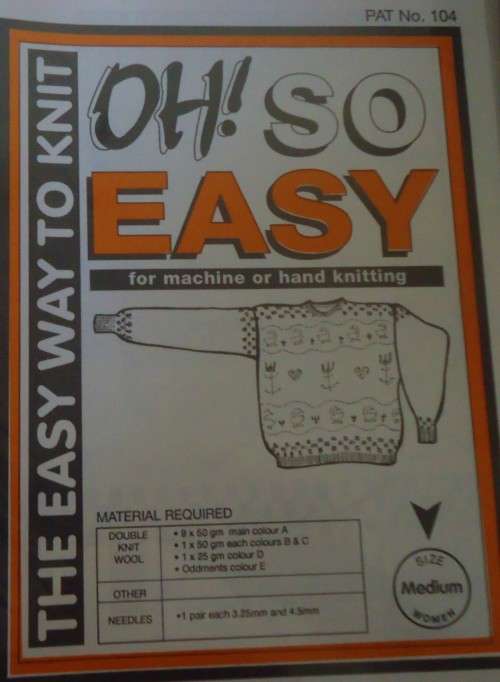 PAT No. 104
THE EASY WAY TO KNIT
OH! SO
EASY
for machine or hand knitting
MATERIAL REQUIRED
DOUBLE KNIT WOOL
• 8 x 50 gm main colour A
• 1 x 50 gm each colours B & C
• 1 x 25 gm colour D
• Oddments colour E
OTHER
NEEDLES
•1 pair each 3.25mm and 4.5mm
SIZE
Medium
WOMEN